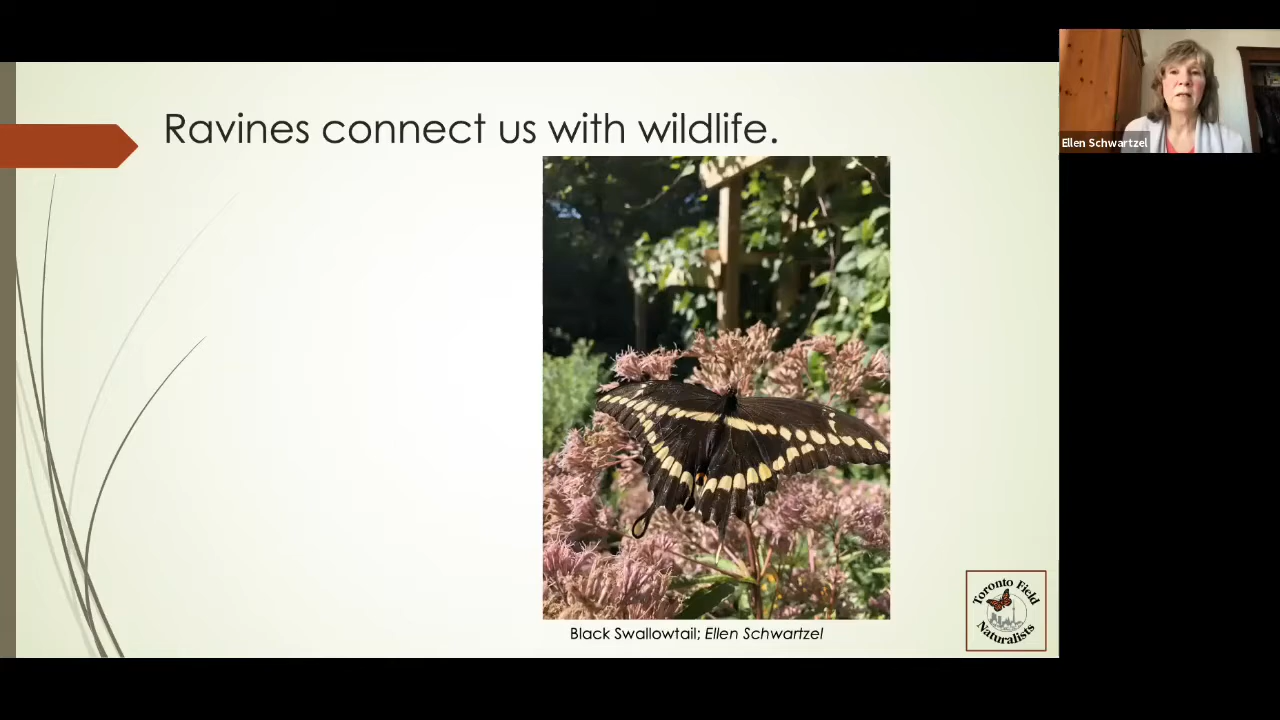 Ravines connect us with wildlife.
Ellen Schwartzel
Black Swallowtail; Ellen Schwartzel
Toronto Field
Naturalists